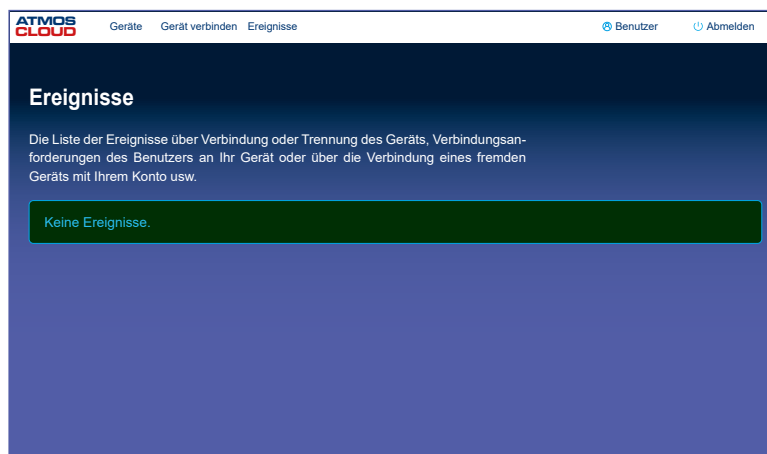 ATMOS
CLOUD
Geräte Gerät verbinden Ereignisse Benutzer Abmelden
Ereignisse
Die Liste der Ereignisse über Verbindung oder Trennung des Geräts, Verbindungsan-
forderungen des Benutzers an Ihr Gerät oder über die Verbindung eines fremden
Geräts mit Ihrem Konto usw.
Keine Ereignisse.